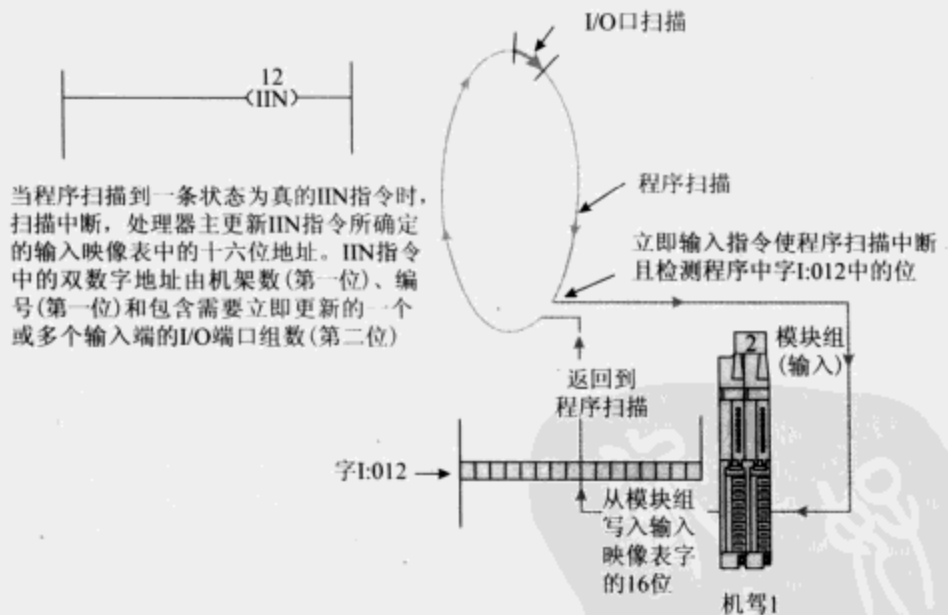 I/O口扫描
12
IIN
当程序扫描到一条状态为真的IIN指令时,
扫描中断，处理器主更新IIN指令所确定
的输入映像表中的十六位地址。IIN指令
中的双数字地址由机架数(第一位)、编
号(第一位)和包含需要立即更新的一个
或多个输入端的I/O端口组数(第二位)
程序扫描
立即输入指令使程序扫描中断
且检测程序中字I:012中的位
2
模块组
(输入)
返回到
程序扫描
字I:012
从模块组
写入输入
映像表字
的16位
机驾1